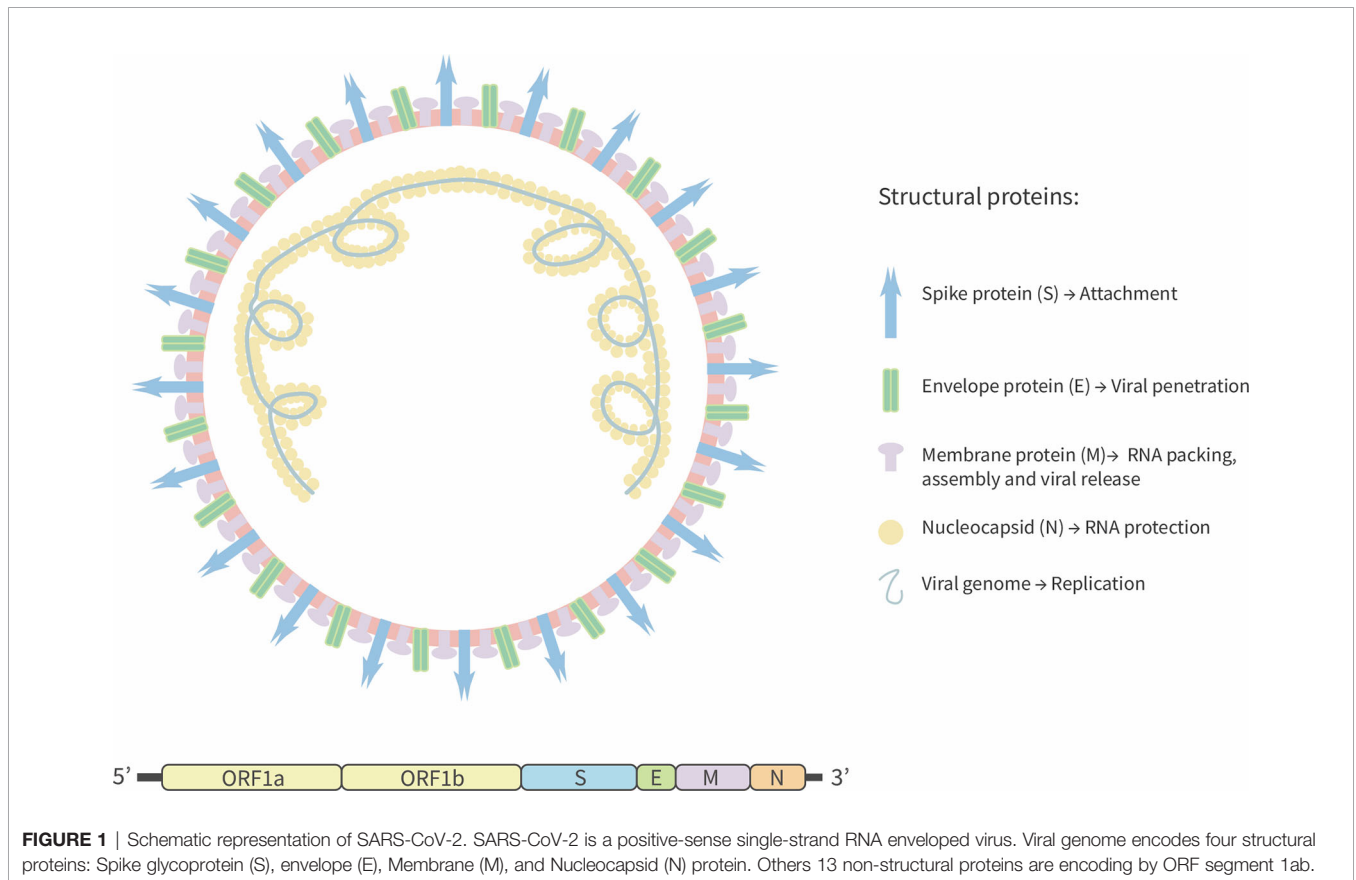 Structural proteins:
Spike protein (S) → Attachment
Envelope protein (E) → Viral penetration
Membrane protein (M)→ RNA packing,
assembly and viral release
Nucleocapsid (N) → RNA protection
Viral genome → Replication
5’ ORF1a ORF1b S E M N 3’
FIGURE 1 | Schematic representation of SARS-CoV-2. SARS-CoV-2 is a positive-sense single-strand RNA enveloped virus. Viral genome encodes four structural
proteins: Spike glycoprotein (S), envelope (E), Membrane (M), and Nucleocapsid (N) protein. Others 13 non-structural proteins are encoding by ORF segment 1ab.